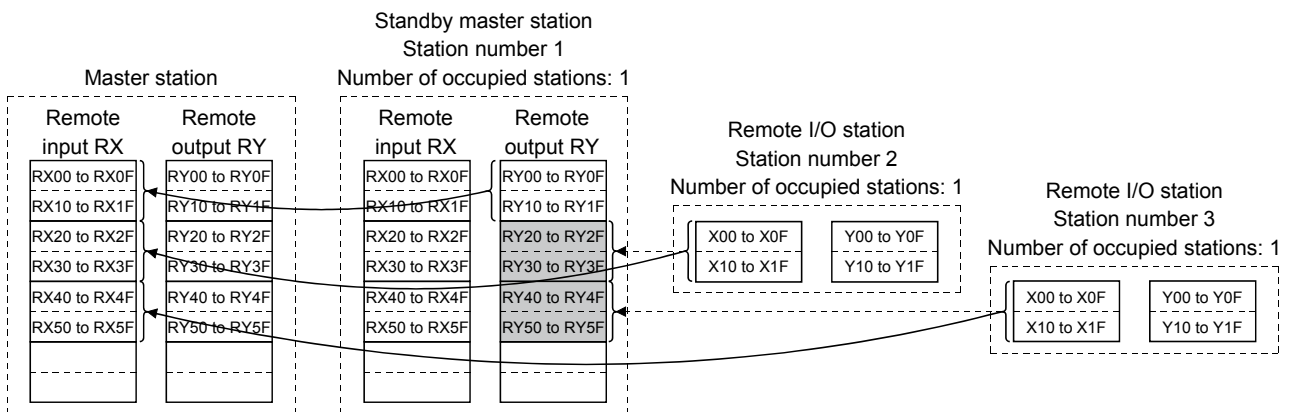 Standby master station
Station number 1
Number of occupied stations: 1
Master station
Remote input RX
Remote output RY
RX00 to RX0F
RX10 to RX1F
RX20 to RX2F
RX30 to RX3F
RX40 to RX4F
RX50 to RX5F
RY00 to RY0F
RY10 to RY1F
RY20 to RY2F
RY30 to RY3F
RY40 to RY4F
RY50 to RY5F
Remote input RX
Remote output RY
RX00 to RX0F
RX10 to RX1F
RX20 to RX2F
RX30 to RX3F
RX40 to RX4F
RX50 to RX5F
RY00 to RY0F
RY10 to RY1F
RY20 to RY2F
RY30 to RY3F
RY40 to RY4F
RY50 to RY5F
Remote I/O station
Station number 2
Number of occupied stations: 1
X00 to X0F
X10 to X1F
Y00 to Y0F
Y10 to Y1F
Remote I/O station
Station number 3
Number of occupied stations: 1
X00 to X0F
X10 to X1F
Y00 to Y0F
Y10 to Y1F